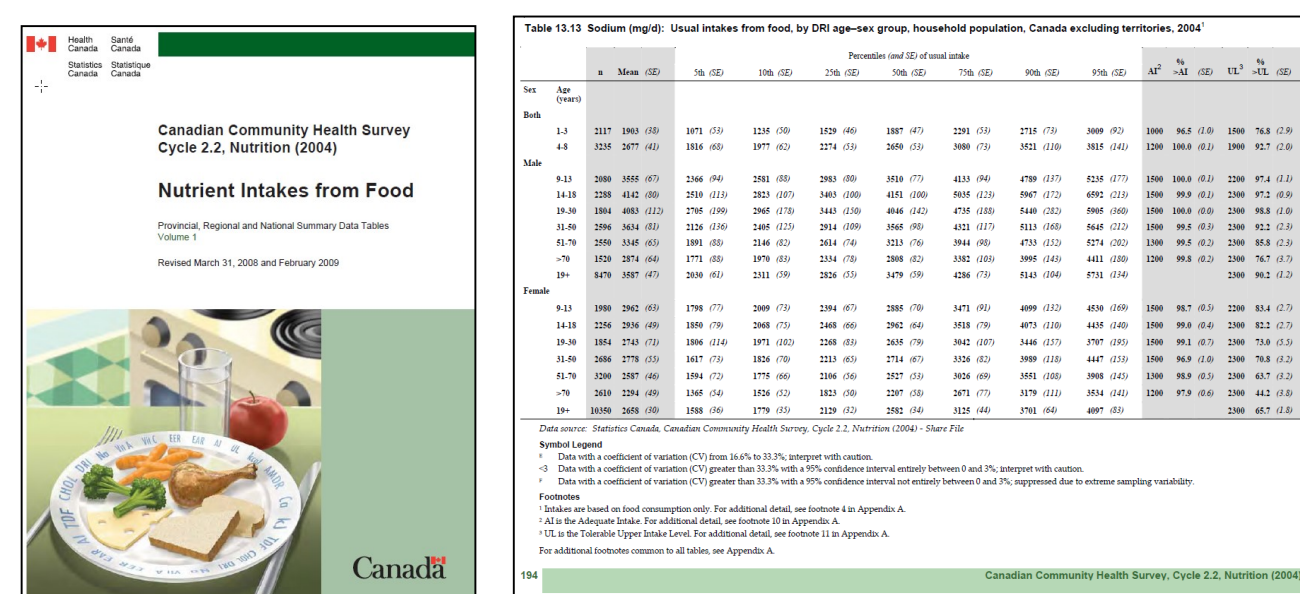 Health Santé
Canada Canada
Statistics Statistique
Canada Canada
Canadian Community Health Survey
Cycle 2.2, Nutrition (2004)
Nutrient Intakes from Food
Provincial, Regional and National Summary Data Tables
Volume 1
Revised March 31, 2008 and February 2009
Canada
Table 13.13 Sodium (mg/d): Usual intakes from food, by DRI age–sex group, household population, Canada excluding territories, 2004¹
Percentiles (and SE) of usual intake
n Mean (SE) 5th (SE) 10th (SE) 25th (SE) 50th (SE) 75th (SE) 90th (SE) 95th (SE) AI² % >AI (SE) UL³ % >UL (SE)
Sex Age (years)
Both
1-3 2117 1903 (38) 1071 (53) 1235 (50) 1529 (46) 1887 (47) 2291 (53) 2715 (73) 3009 (92) 1000 96.5 (1.0) 1500 76.8 (2.9)
4-8 3235 2677 (41) 1816 (68) 1977 (62) 2274 (53) 2650 (53) 3080 (73) 3521 (110) 3815 (141) 1200 100.0 (0.1) 1900 92.7 (2.0)
Male
9-13 2080 3555 (67) 2366 (94) 2581 (88) 2983 (80) 3510 (77) 4133 (94) 4789 (137) 5235 (177) 1500 100.0 (0.1) 2200 97.4 (1.1)
14-18 2288 4142 (80) 2510 (113) 2823 (107) 3403 (100) 4151 (100) 5035 (123) 5967 (172) 6592 (213) 1500 99.9 (0.1) 2300 97.2 (0.9)
19-30 1804 4083 (112) 2705 (199) 2965 (178) 3443 (150) 4046 (142) 4735 (188) 5440 (282) 5905 (360) 1500 100.0 (0.0) 2300 98.8 (1.0)
31-50 2596 3634 (81) 2126 (136) 2405 (125) 2914 (109) 3565 (98) 4321 (117) 5113 (168) 5645 (212) 1500 99.5 (0.3) 2300 92.2 (2.3)
51-70 2550 3345 (65) 1891 (88) 2146 (82) 2614 (74) 3213 (76) 3944 (98) 4733 (152) 5274 (202) 1300 99.5 (0.2) 2300 85.8 (2.3)
>70 1520 2874 (64) 1771 (88) 1970 (83) 2334 (78) 2808 (82) 3382 (103) 3995 (143) 4411 (180) 1200 99.8 (0.2) 2300 76.7 (3.7)
19+ 8470 3587 (47) 2030 (61) 2311 (59) 2826 (55) 3479 (59) 4286 (73) 5143 (104) 5731 (134) 2300 90.2 (1.2)
Female
9-13 1980 2962 (63) 1798 (77) 2009 (73) 2394 (67) 2885 (70) 3471 (91) 4099 (132) 4530 (169) 1500 98.7 (0.5) 2200 83.4 (2.7)
14-18 2256 2936 (49) 1850 (79) 2068 (75) 2468 (66) 2962 (64) 3518 (79) 4073 (110) 4435 (140) 1500 99.0 (0.4) 2300 82.2 (2.7)
19-30 1854 2743 (71) 1806 (114) 1971 (102) 2268 (83) 2635 (79) 3042 (107) 3446 (157) 3707 (195) 1500 99.1 (0.7) 2300 73.0 (5.5)
31-50 2686 2778 (55) 1617 (73) 1826 (70) 2213 (65) 2714 (67) 3326 (82) 3989 (118) 4447 (153) 1500 96.9 (1.0) 2300 70.8 (3.2)
51-70 3200 2587 (46) 1594 (72) 1775 (66) 2106 (56) 2527 (53) 3026 (69) 3551 (108) 3908 (145) 1300 98.9 (0.5) 2300 63.7 (3.2)
>70 2610 2294 (49) 1365 (54) 1526 (52) 1823 (50) 2207 (58) 2671 (77) 3179 (111) 3534 (141) 1200 97.9 (0.6) 2300 44.2 (3.8)
19+ 10350 2658 (30) 1588 (36) 1779 (35) 2129 (32) 2582 (34) 3125 (44) 3701 (64) 4097 (83) 2300 65.7 (1.8)
Data source: Statistics Canada, Canadian Community Health Survey, Cycle 2.2, Nutrition (2004) - Share File
Symbol Legend
ᴱ Data with a coefficient of variation (CV) from 16.6% to 33.3%; interpret with caution.
<3 Data with a coefficient of variation (CV) greater than 33.3% with a 95% confidence interval entirely between 0 and 3%; interpret with caution.
ꟳ Data with a coefficient of variation (CV) greater than 33.3% with a 95% confidence interval not entirely between 0 and 3%; suppressed due to extreme sampling variability.
Footnotes
¹ Intakes are based on food consumption only. For additional detail, see footnote 4 in Appendix A.
² AI is the Adequate Intake. For additional detail, see footnote 10 in Appendix A.
³ UL is the Tolerable Upper Intake Level. For additional detail, see footnote 11 in Appendix A.
For additional footnotes common to all tables, see Appendix A.
194 Canadian Community Health Survey, Cycle 2.2, Nutrition (2004)